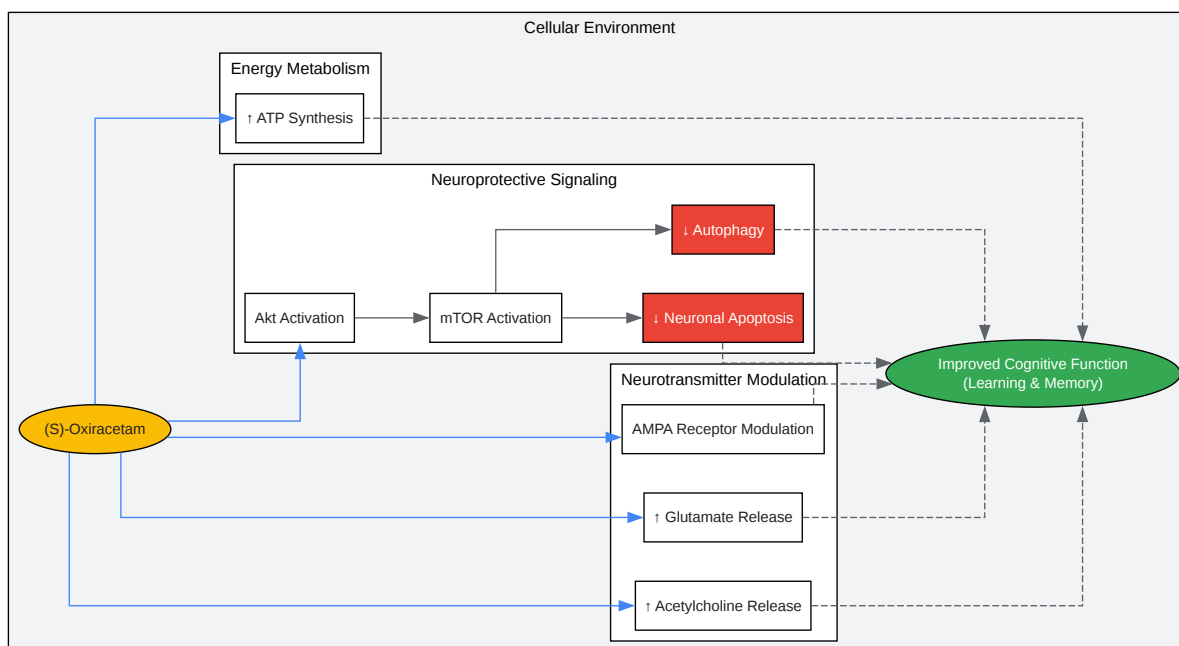 Cellular Environment
Energy Metabolism
↑ ATP Synthesis
Neuroprotective Signaling
↓ Autophagy
Akt Activation
mTOR Activation
↓ Neuronal Apoptosis
Improved Cognitive Function
(Learning & Memory)
Neurotransmitter Modulation
(S)-Oxiracetam
AMPA Receptor Modulation
↑ Glutamate Release
↑ Acetylcholine Release